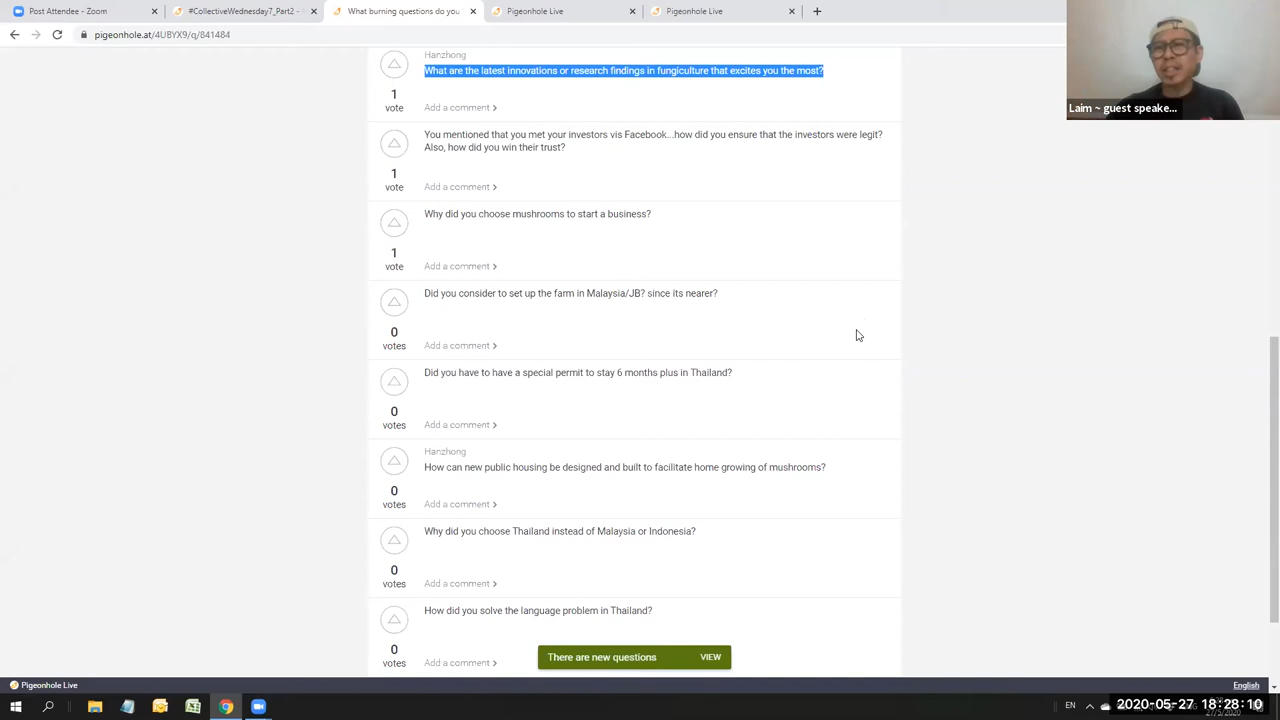 Post Attendee - Zoom
#CollectiveWednesday7_Part2 -
What burning questions do you
Pigeonhole Live
Pigeonhole Live
pigeonhole.at/4UBYX9/q/841484
Laim ~ guest speake...
Hanzhong
What are the latest innovations or research findings in fungiculture that excites you the most?
1
vote
Add a comment
You mentioned that you met your investors vis Facebook...how did you ensure that the investors were legit?
Also, how did you win their trust?
1
vote
Add a comment
Why did you choose mushrooms to start a business?
1
vote
Add a comment
Did you consider to set up the farm in Malaysia/JB? since its nearer?
0
votes
Add a comment
Did you have to have a special permit to stay 6 months plus in Thailand?
0
votes
Add a comment
Hanzhong
How can new public housing be designed and built to facilitate home growing of mushrooms?
0
votes
Add a comment
Why did you choose Thailand instead of Malaysia or Indonesia?
0
votes
Add a comment
How did you solve the language problem in Thailand?
0
votes
Add a comment
There are new questions VIEW
Pigeonhole Live
English
EN
2020-05-27 18:28:10